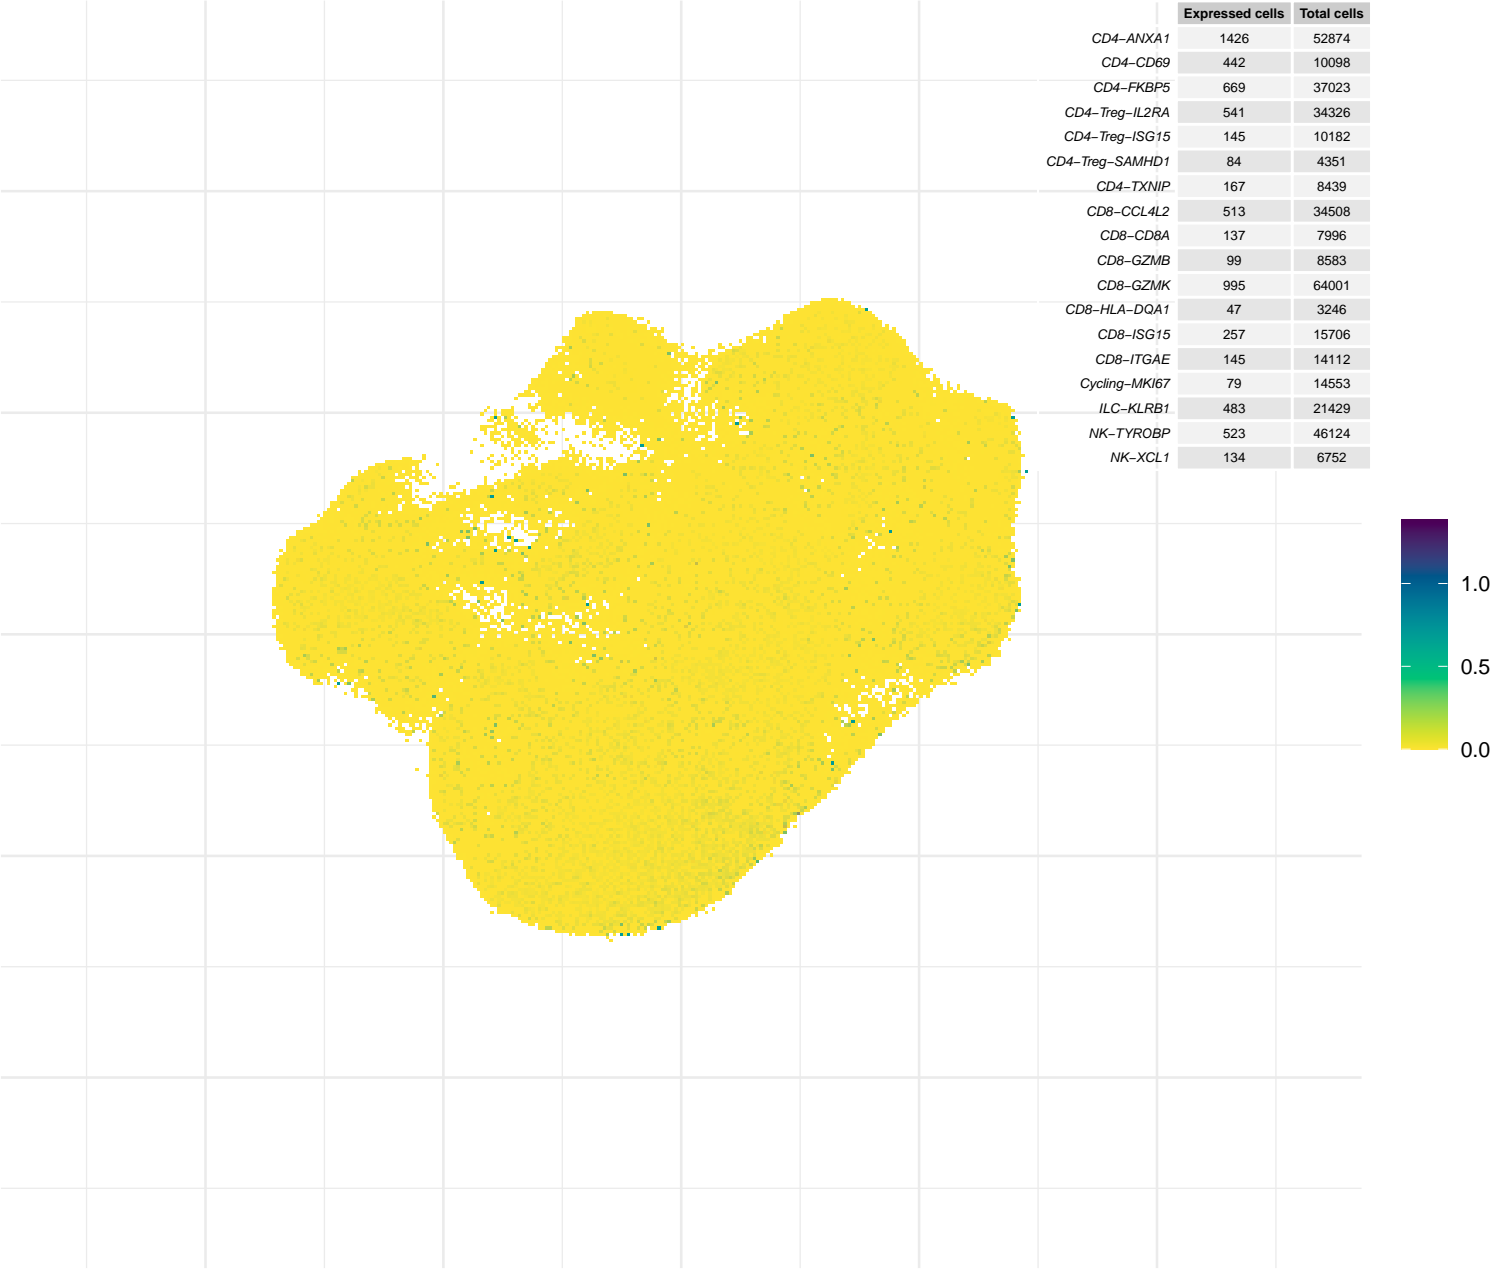 Expressed cells Total cells
CD4−ANXA1 1426 52874
CD4−CD69 442 10098
CD4−FKBP5 669 37023
CD4−Treg−IL2RA 541 34326
CD4−Treg−ISG15 145 10182
CD4−Treg−SAMHD1 84 4351
CD4−TXNIP 167 8439
CD8−CCL4L2 513 34508
CD8−CD8A 137 7996
CD8−GZMB 99 8583
CD8−GZMK 995 64001
CD8−HLA−DQA1 47 3246
CD8−ISG15 257 15706
CD8−ITGAE 145 14112
Cycling−MKI67 79 14553
ILC−KLRB1 483 21429
NK−TYROBP 523 46124
NK−XCL1 134 6752
1.0
0.5
0.0